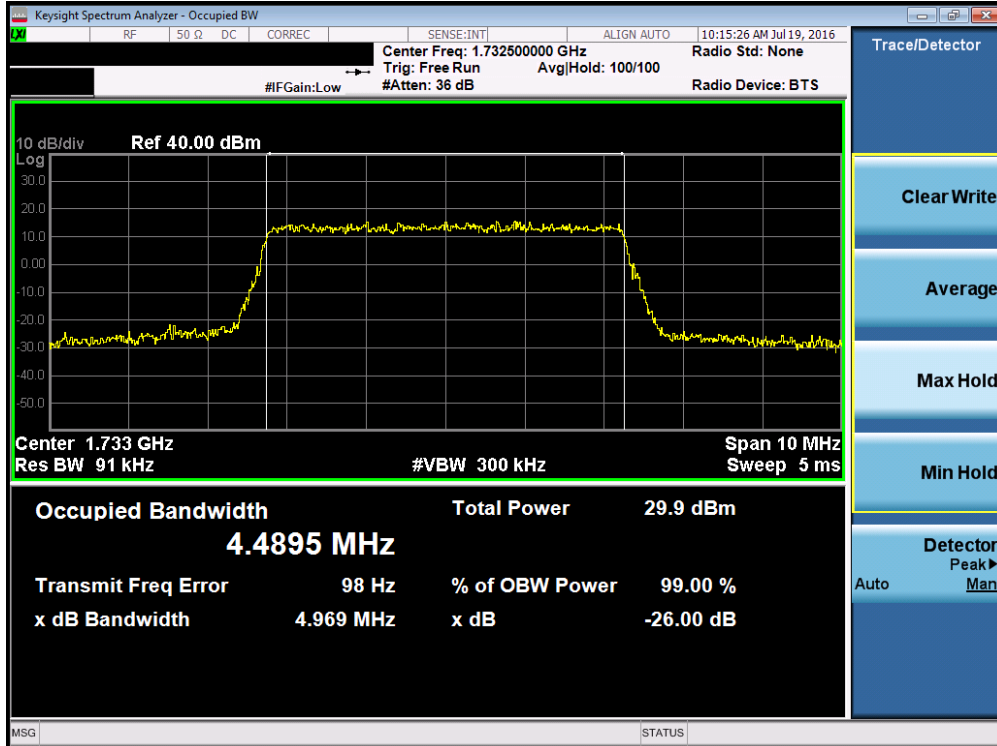 Keysight Spectrum Analyzer - Occupied BW
LXI RF 50 Ω DC CORREC SENSE:INT ALIGN AUTO 10:15:26 AM Jul 19, 2016
Center Freq: 1.732500000 GHz Radio Std: None
Trig: Free Run Avg|Hold: 100/100
#IFGain:Low #Atten: 36 dB Radio Device: BTS
10 dB/div Ref 40.00 dBm
Log
30.0
20.0
10.0
0.00
-10.0
-20.0
-30.0
-40.0
-50.0
Center 1.733 GHz Span 10 MHz
Res BW 91 kHz #VBW 300 kHz Sweep 5 ms
Occupied Bandwidth Total Power 29.9 dBm
4.4895 MHz
Transmit Freq Error 98 Hz % of OBW Power 99.00 %
x dB Bandwidth 4.969 MHz x dB -26.00 dB
MSG STATUS
Trace/Detector
Clear Write
Average
Max Hold
Min Hold
Detector
Peak▶
Auto Man